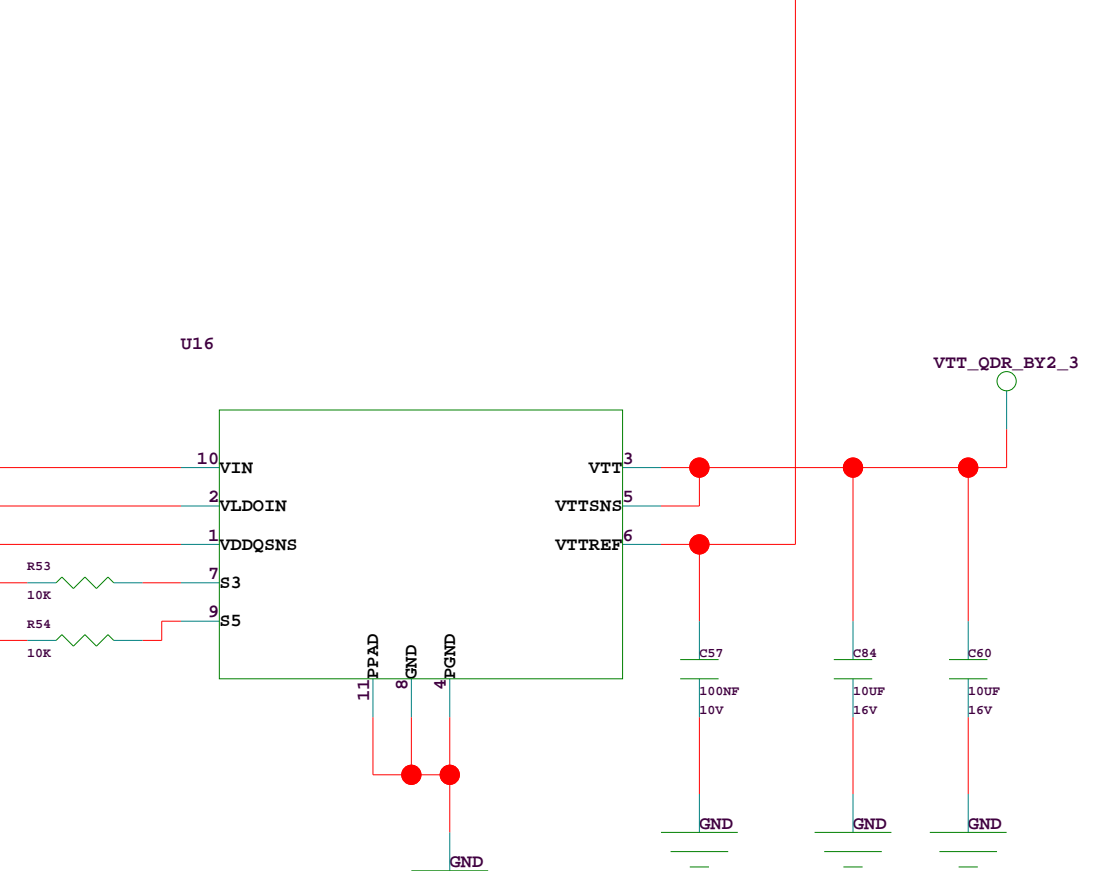 U16
VTT_QDR_BY2_3
10 VIN
VTT 3
2 VLDOIN
VTTSNS 5
1 VDDQSNS
VTTREF 6
R53
10K
7 S3
R54
10K
9 S5
11 PPAD
8 GND
4 PGND
C57
100NF
10V
C84
10UF
16V
C60
10UF
16V
GND
GND
GND
GND